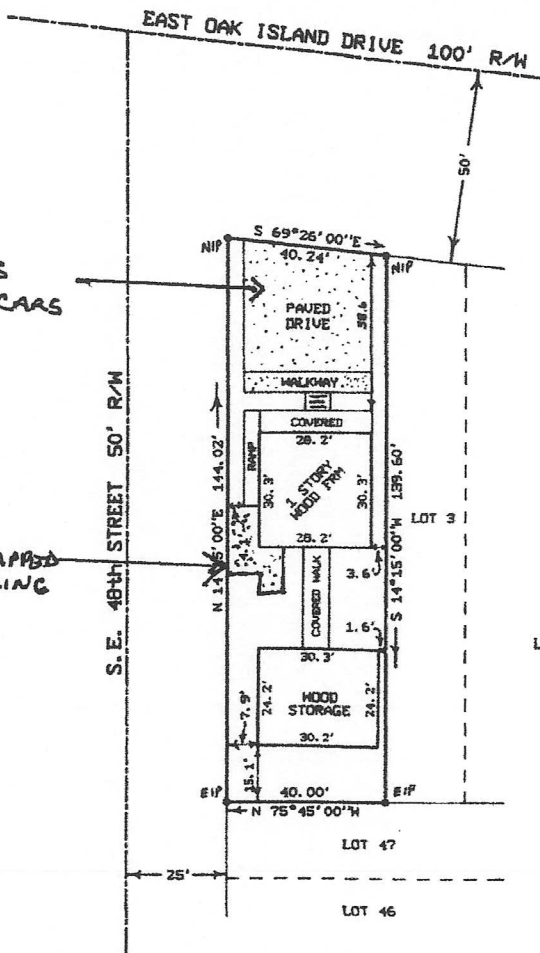 EAST OAK ISLAND DRIVE 100' R/W
50'
S 69°26'00"E
NIP
40.24'
NIP
CARS
PAVED
DRIVE
38.6
WALKWAY
S.E. 48th STREET 50' R/W
COVERED
28.2'
RAMP
30.3'
1 STORY
WOOD FRM
30.3'
144.02'
139.60'
LOT 3
28.2'
S 14°15'00"W
3.6'
COVERED WALK
1.6'
30.3'
24.2'
WOOD
STORAGE
24.2'
7.9'
30.2'
15.1'
EIP
40.00'
EIP
N 75°45'00"W
LOT 47
25'
LOT 46